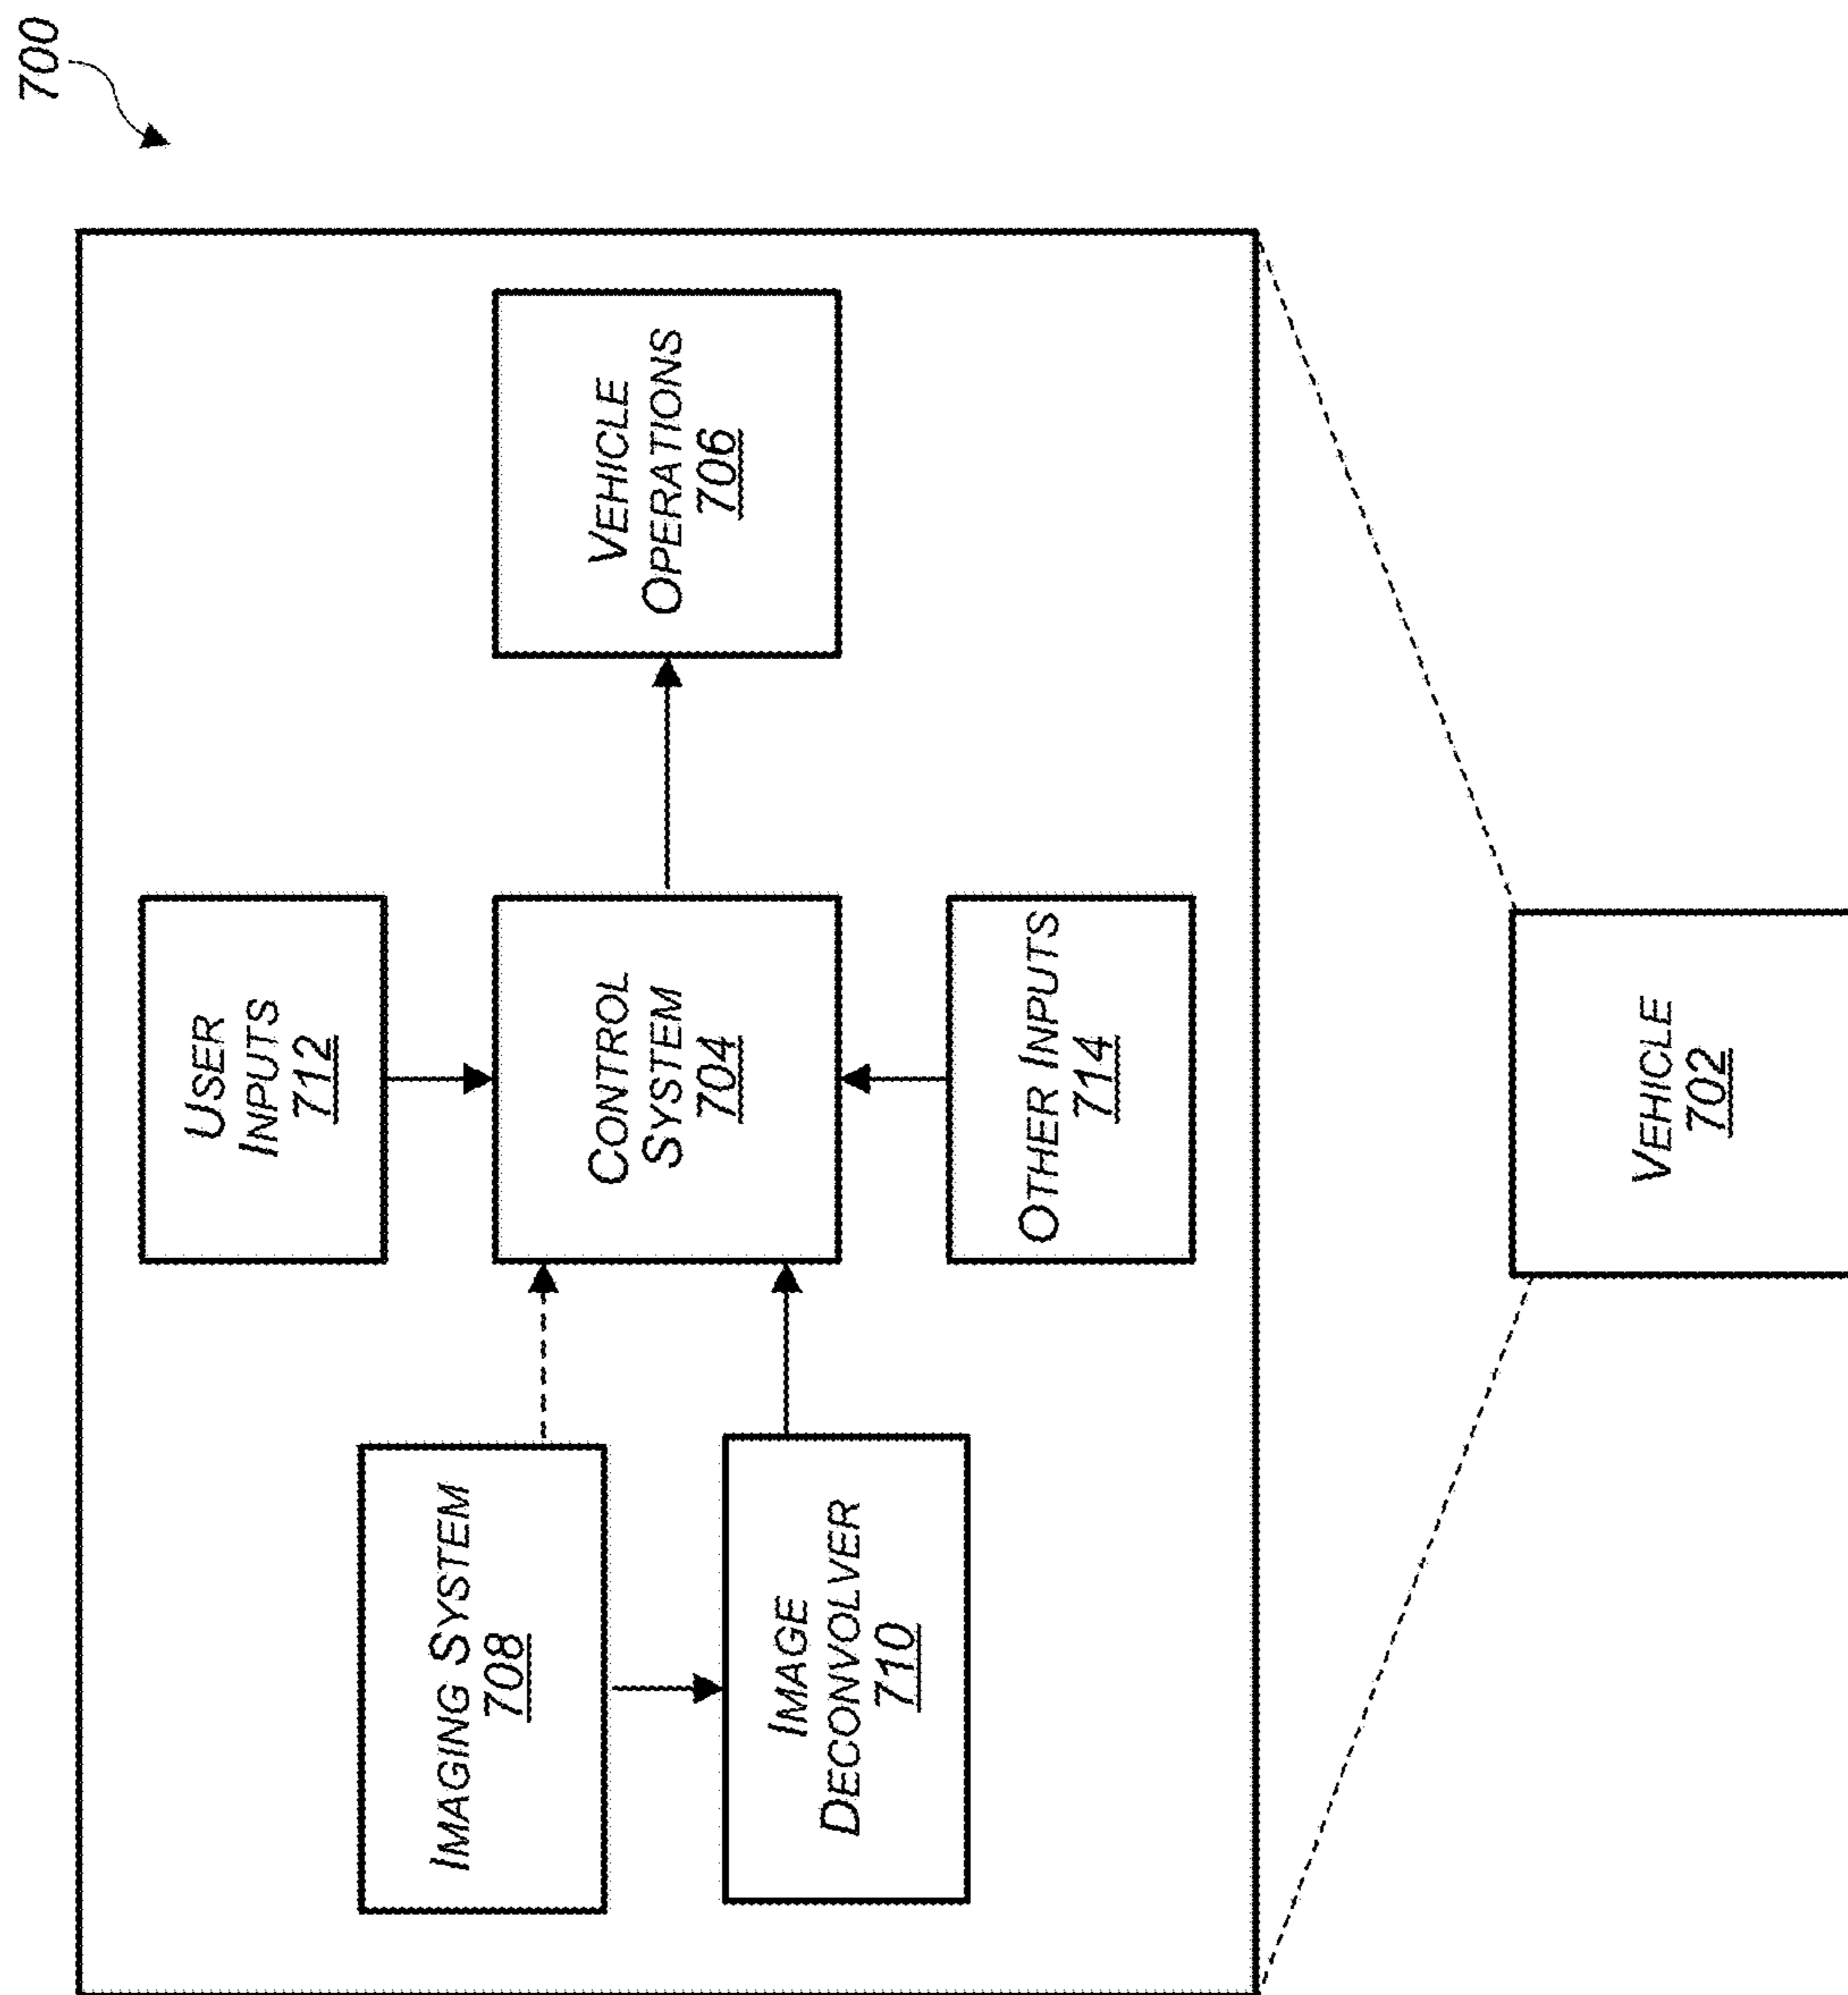 700
USER
INPUTS
712
IMAGING SYSTEM
708
CONTROL
SYSTEM
704
VEHICLE
OPERATIONS
706
IMAGE
DECONVOLVER
710
OTHER INPUTS
714
VEHICLE
702